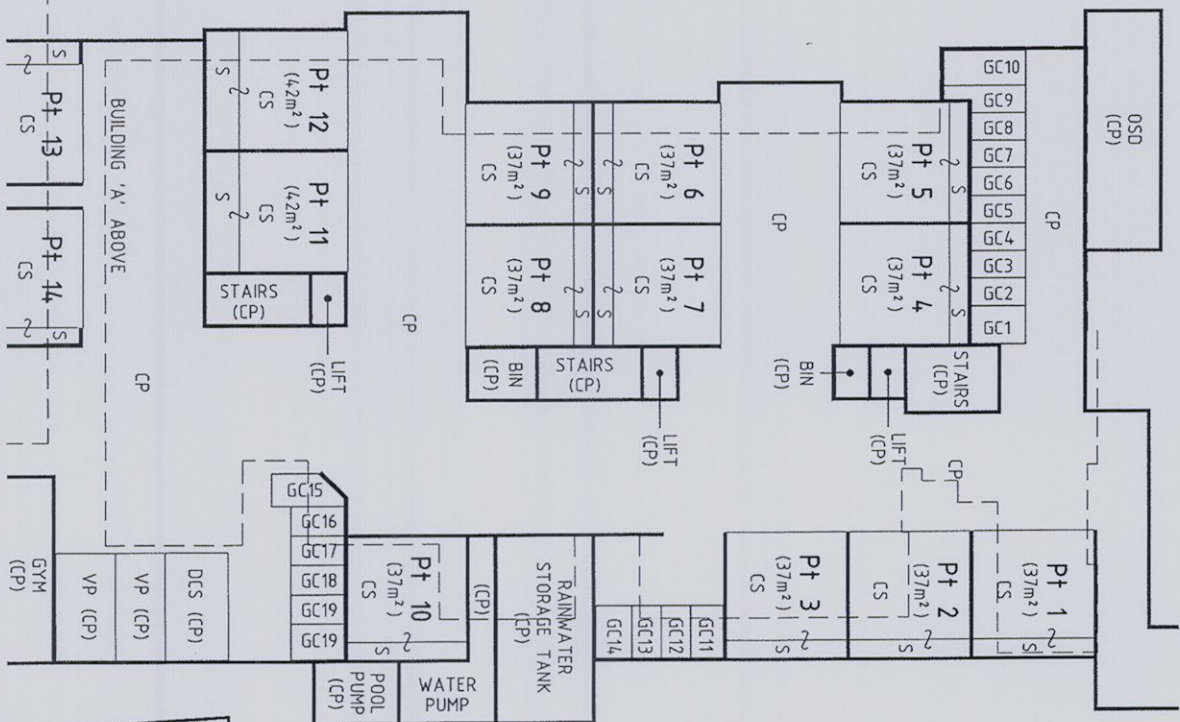 OSD
(CP)
GC10
GC9
GC8
GC7
GC6
GC5
GC4
GC3
GC2
GC1
CP
S
Pt 13
CS
Pt 14
CS
S
BUILDING 'A' ABOVE
CP
S
Pt 12
(42m²)
CS
S
Pt 11
(42m²)
CS
STAIRS
(CP)
LIFT
(CP)
CP
Pt 9
(37m²)
CS
S
Pt 8
(37m²)
CS
S
BIN
(CP)
STAIRS
(CP)
LIFT
(CP)
S
Pt 6
(37m²)
CS
S
Pt 7
(37m²)
CS
CP
Pt 5
(37m²)
CS
S
Pt 4
(37m²)
CS
S
BIN
(CP)
LIFT
(CP)
STAIRS
(CP)
CP
Pt 1
(37m²)
CS
S
Pt 2
(37m²)
CS
S
Pt 3
(37m²)
CS
S
GC11
GC12
GC13
GC14
RAINWATER
STORAGE TANK
(CP)
(CP)
Pt 10
(37m²)
CS
S
WATER
PUMP
POOL
PUMP
(CP)
GC15
GC16
GC17
GC18
GC19
GC19
DCS (CP)
VP (CP)
VP (CP)
GYM
(CP)